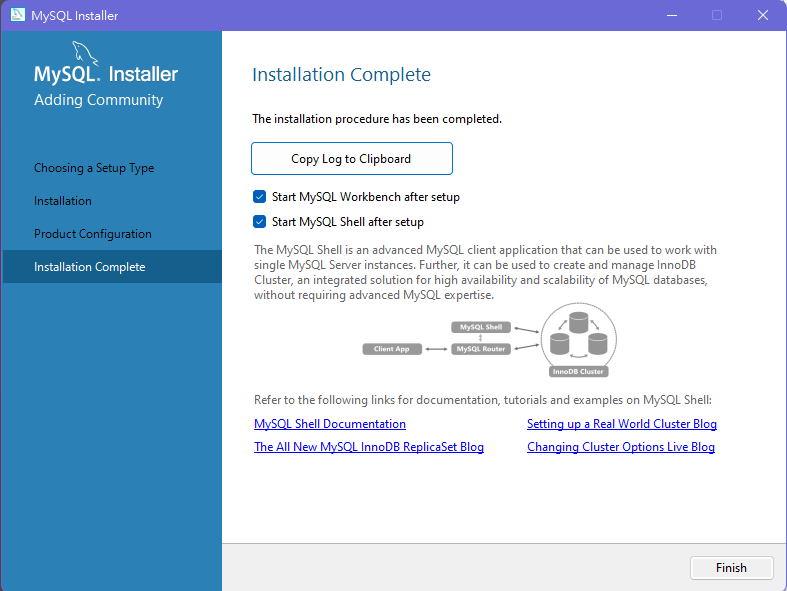 MySQL Installer
MySQL. Installer
Adding Community
Choosing a Setup Type
Installation
Product Configuration
Installation Complete
Installation Complete
The installation procedure has been completed.
Copy Log to Clipboard
Start MySQL Workbench after setup
Start MySQL Shell after setup
The MySQL Shell is an advanced MySQL client application that can be used to work with
single MySQL Server instances. Further, it can be used to create and manage InnoDB
Cluster, an integrated solution for high availability and scalability of MySQL databases,
without requiring advanced MySQL expertise.
MySQL Shell
Client App
MySQL Router
InnoDB Cluster
Refer to the following links for documentation, tutorials and examples on MySQL Shell:
MySQL Shell Documentation
Setting up a Real World Cluster Blog
The All New MySQL InnoDB ReplicaSet Blog
Changing Cluster Options Live Blog
Finish